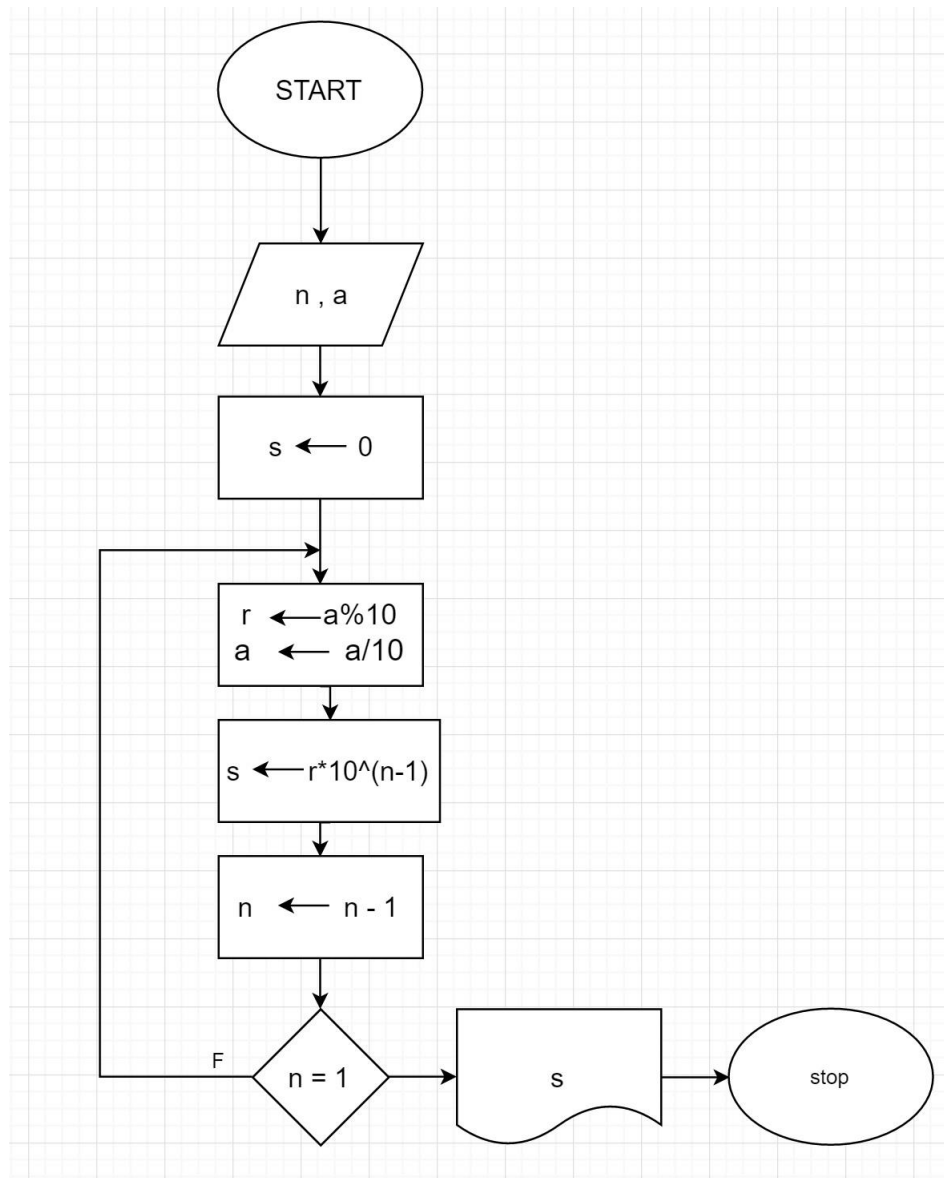 START
n , a
s ← 0
r ← a%10
a ← a/10
s ← r*10^(n-1)
n ← n - 1
F
n = 1
s
stop